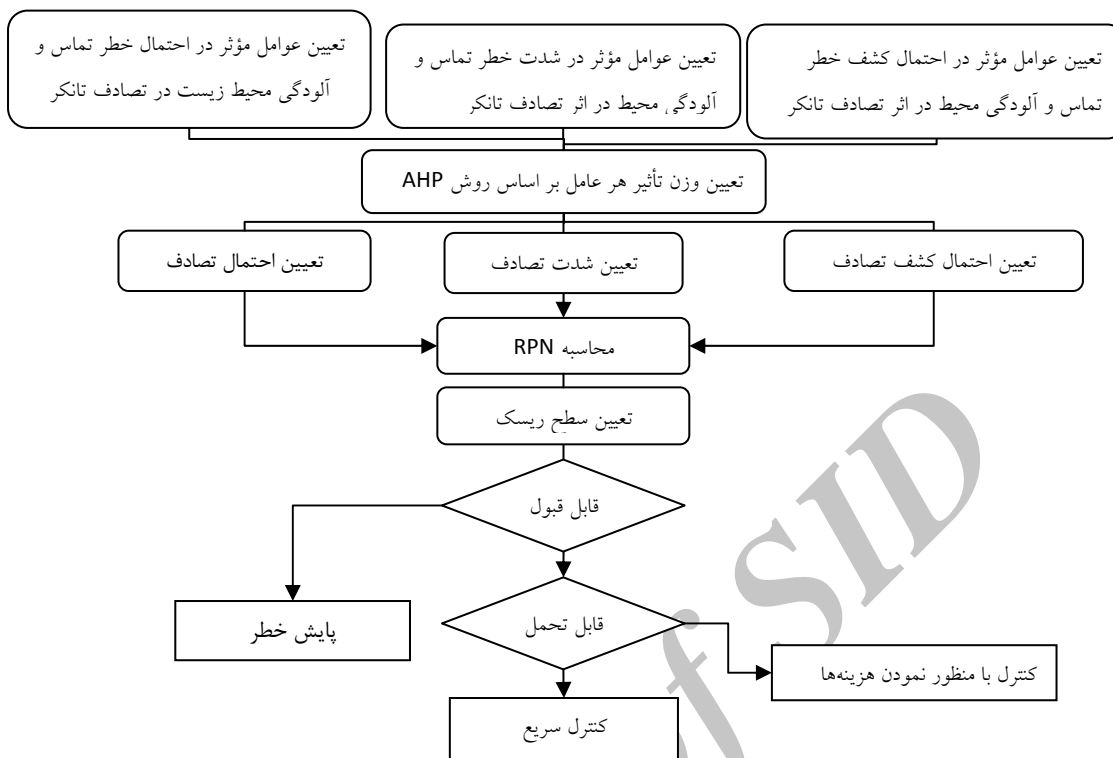 تعیین عوامل مؤثر در احتمال کشف خطر
تماس و آلودگی محیط در اثر تصادف تانکر
تعیین عوامل مؤثر در شدت خطر تماس و
آلودگی محیط در اثر تصادف تانکر
تعیین عوامل مؤثر در احتمال خطر تماس و
آلودگی محیط زیست در تصادف تانکر
تعیین وزن تأثیر هر عامل بر اساس روش AHP
تعیین احتمال کشف تصادف
تعیین شدت تصادف
تعیین احتمال تصادف
محاسبه RPN
تعیین سطح ریسک
قابل قبول
قابل تحمل
پایش خطر
کنترل با منظور نمودن هزینه‌ها
کنترل سریع
of SID